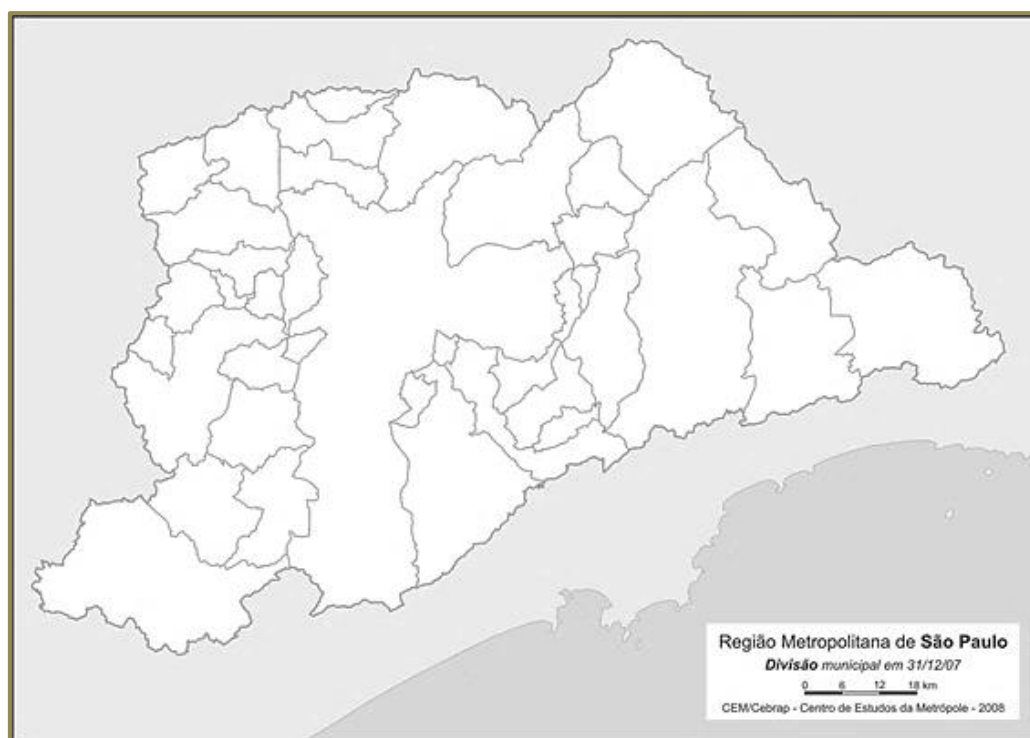 Região Metropolitana de São Paulo
Divisão municipal em 31/12/07
0 6 12 18 km
CEM/Cebrap - Centro de Estudos da Metrópole - 2008